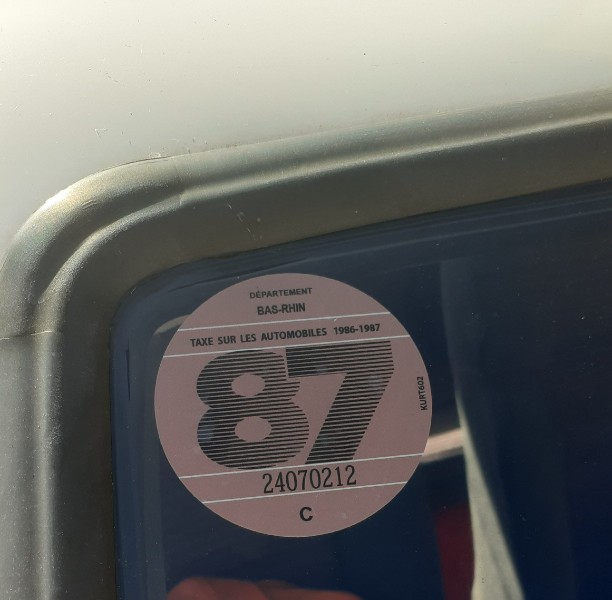 DÉPARTEMENT
BAS-RHIN
TAXE SUR LES AUTOMOBILES 1986-1987
87
KURT602
24070212
C